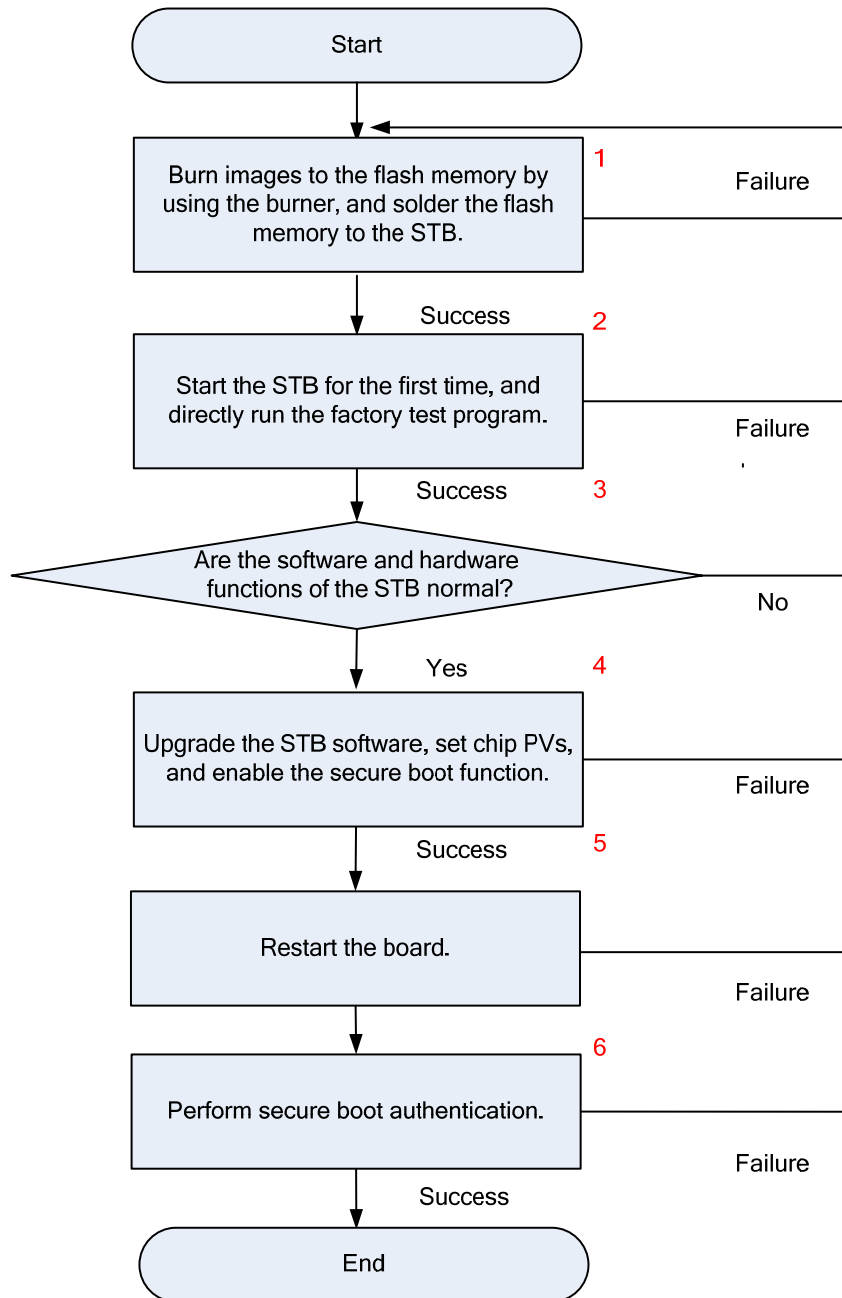 Start
1
Burn images to the flash memory by
using the burner, and solder the flash
memory to the STB.
Failure
Success
2
Start the STB for the first time, and
directly run the factory test program.
Failure
Success
3
Are the software and hardware
functions of the STB normal?
No
Yes
4
Upgrade the STB software, set chip PVs,
and enable the secure boot function.
Failure
Success
5
Restart the board.
Failure
6
Perform secure boot authentication.
Failure
Success
End